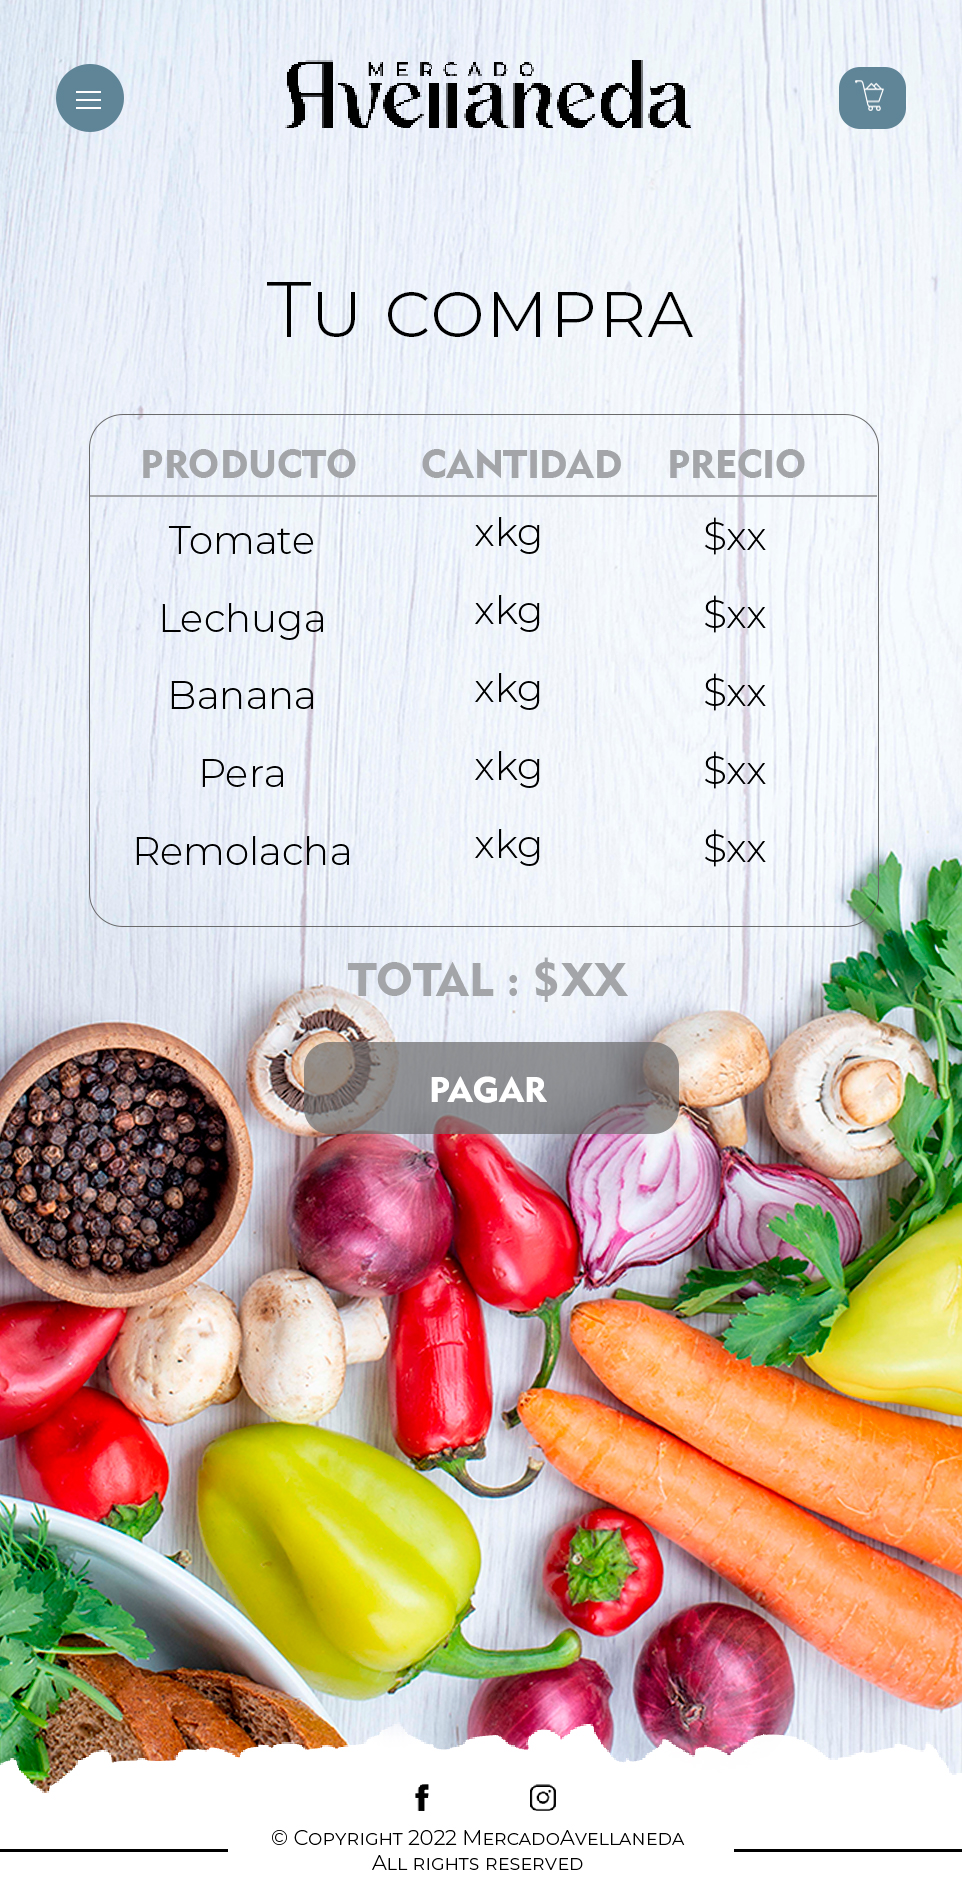 MERCADO
Avellaneda
Tu compra
PRODUCTO CANTIDAD PRECIO
Tomate xkg $xx
Lechuga xkg $xx
Banana xkg $xx
Pera xkg $xx
Remolacha xkg $xx
TOTAL : $XX
PAGAR
© Copyright 2022 MercadoAvellaneda
All rights reserved